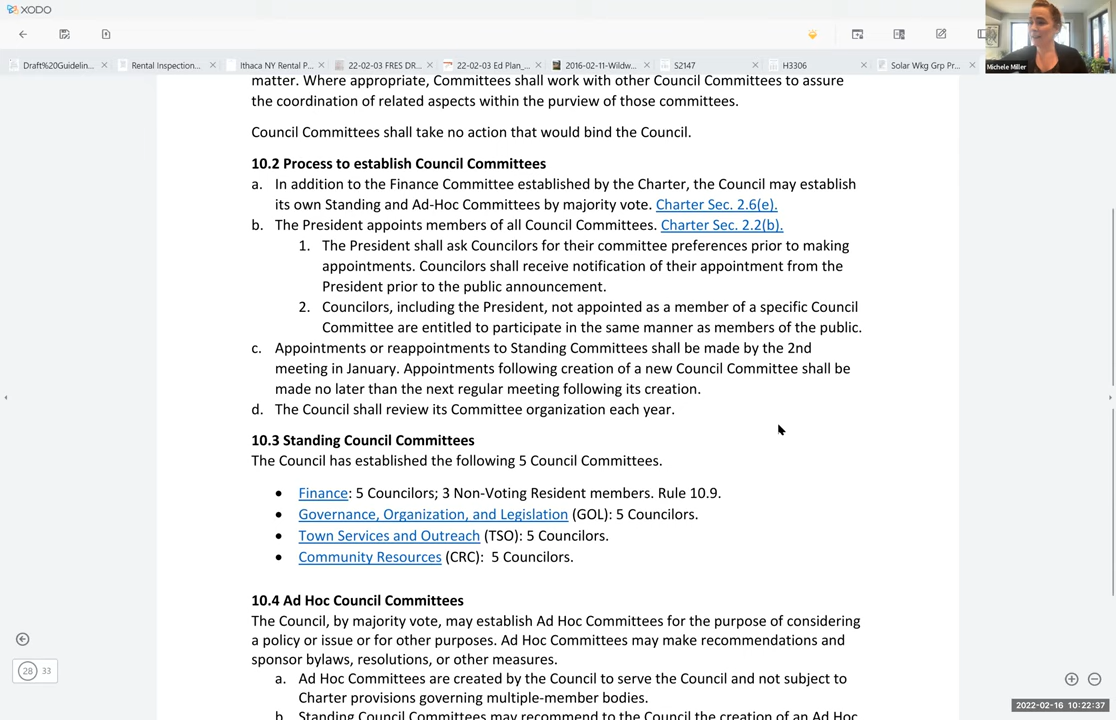 XODO
Draft%20Guidelin...
Rental Inspection...
Ithaca NY Rental P...
22-02-03 FRES DR...
22-02-03 Ed Plan_...
2016-02-11-Wildw...
S2147
H3306
Solar Wkg Grp Pr...
Michele Miller
matter. Where appropriate, Committees shall work with other Council Committees to assure
the coordination of related aspects within the purview of those committees.
Council Committees shall take no action that would bind the Council.
10.2 Process to establish Council Committees
a. In addition to the Finance Committee established by the Charter, the Council may establish
its own Standing and Ad-Hoc Committees by majority vote. Charter Sec. 2.6(e).
b. The President appoints members of all Council Committees. Charter Sec. 2.2(b).
1. The President shall ask Councilors for their committee preferences prior to making
appointments. Councilors shall receive notification of their appointment from the
President prior to the public announcement.
2. Councilors, including the President, not appointed as a member of a specific Council
Committee are entitled to participate in the same manner as members of the public.
c. Appointments or reappointments to Standing Committees shall be made by the 2nd
meeting in January. Appointments following creation of a new Council Committee shall be
made no later than the next regular meeting following its creation.
d. The Council shall review its Committee organization each year.
10.3 Standing Council Committees
The Council has established the following 5 Council Committees.
• Finance: 5 Councilors; 3 Non-Voting Resident members. Rule 10.9.
• Governance, Organization, and Legislation (GOL): 5 Councilors.
• Town Services and Outreach (TSO): 5 Councilors.
• Community Resources (CRC): 5 Councilors.
10.4 Ad Hoc Council Committees
The Council, by majority vote, may establish Ad Hoc Committees for the purpose of considering
a policy or issue or for other purposes. Ad Hoc Committees may make recommendations and
sponsor bylaws, resolutions, or other measures.
a. Ad Hoc Committees are created by the Council to serve the Council and not subject to
Charter provisions governing multiple-member bodies.
b. Standing Council Committees may recommend to the Council the creation of an Ad Hoc
28 33
2022-02-16 10:22:37